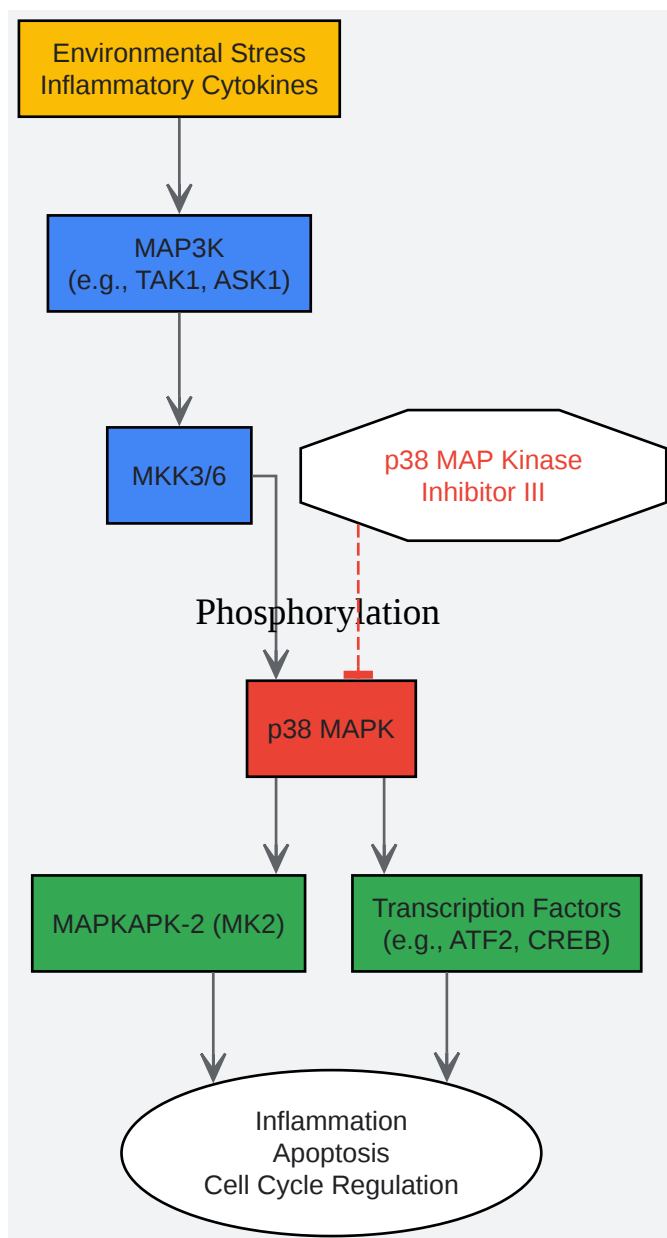 Environmental Stress
Inflammatory Cytokines
MAP3K
(e.g., TAK1, ASK1)
MKK3/6
p38 MAP Kinase
Inhibitor III
Phosphorylation
p38 MAPK
MAPKAPK-2 (MK2)
Transcription Factors
(e.g., ATF2, CREB)
Inflammation
Apoptosis
Cell Cycle Regulation